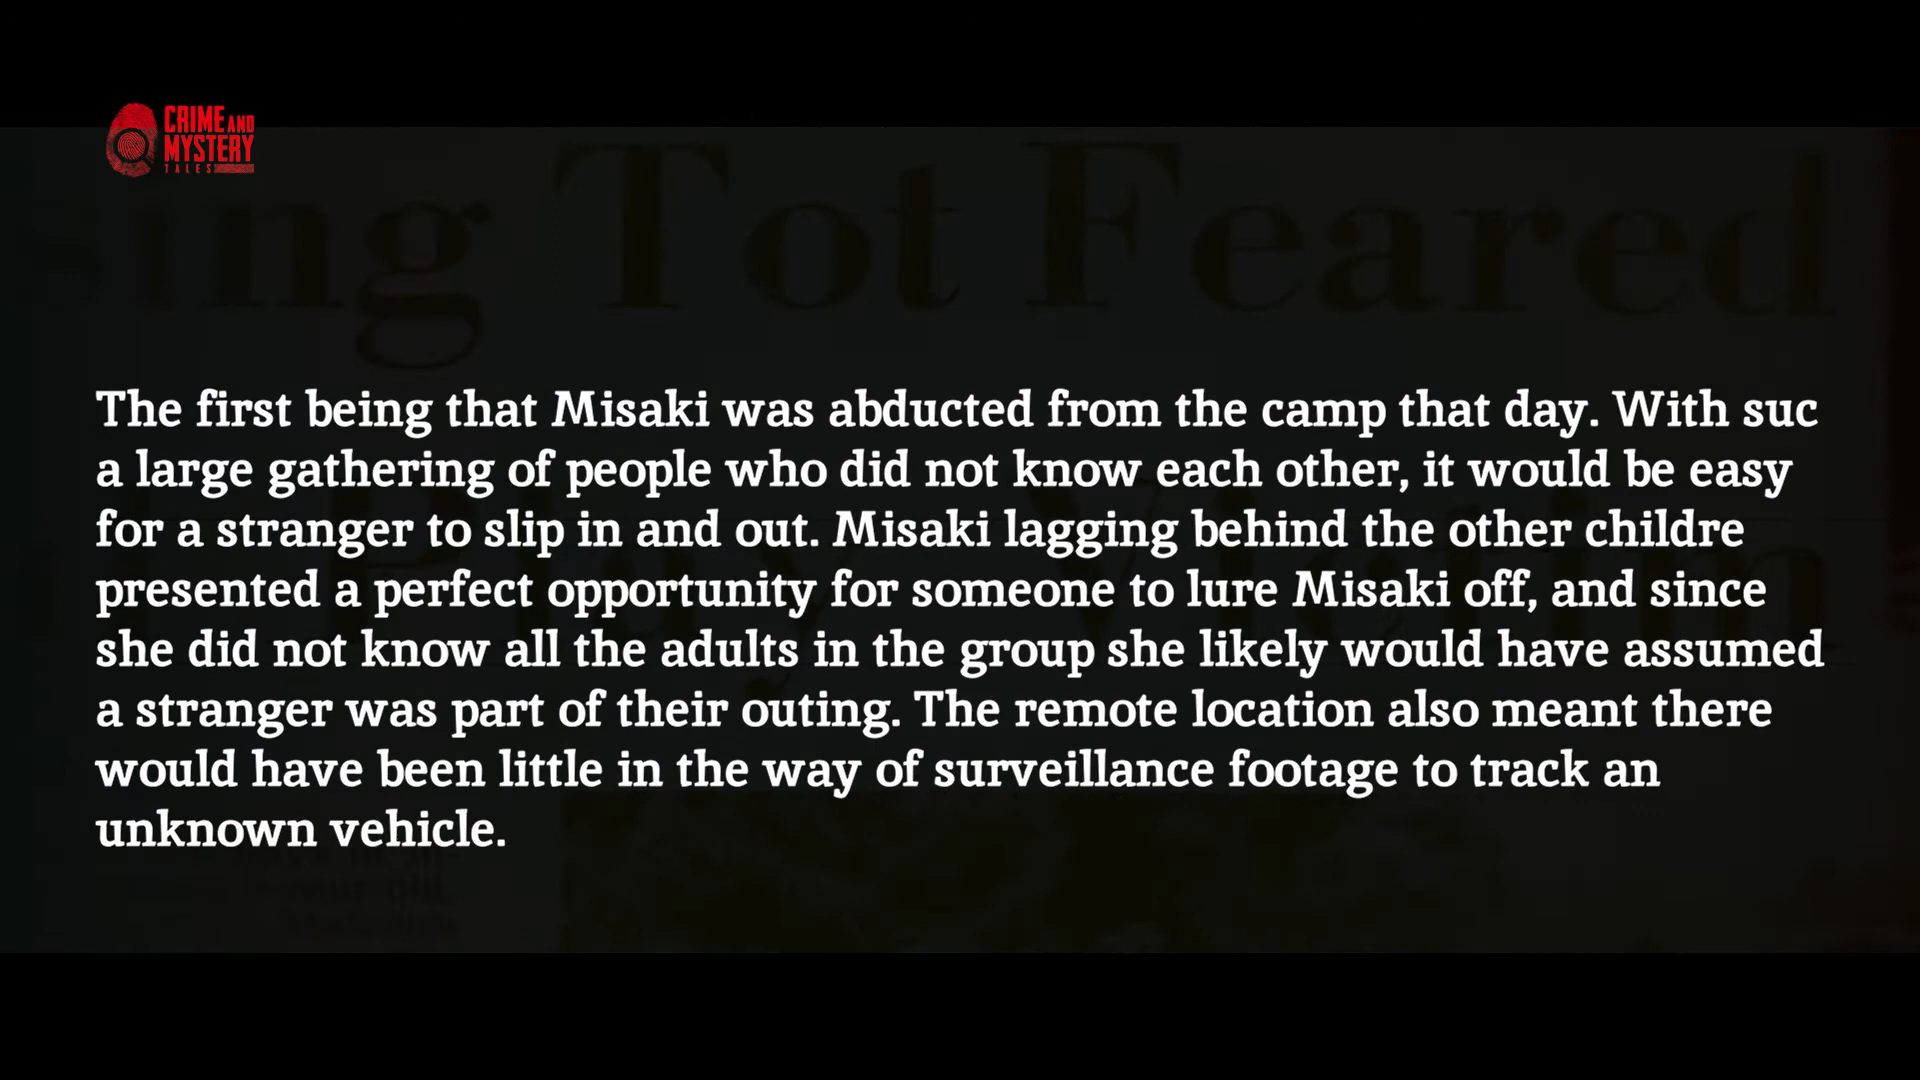 CRIME AND
MYSTERY
TALES
sing Tot Feared
The first being that Misaki was abducted from the camp that day. With suc
a large gathering of people who did not know each other, it would be easy
for a stranger to slip in and out. Misaki lagging behind the other childre
presented a perfect opportunity for someone to lure Misaki off, and since
she did not know all the adults in the group she likely would have assumed
a stranger was part of their outing. The remote location also meant there
would have been little in the way of surveillance footage to track an
unknown vehicle.